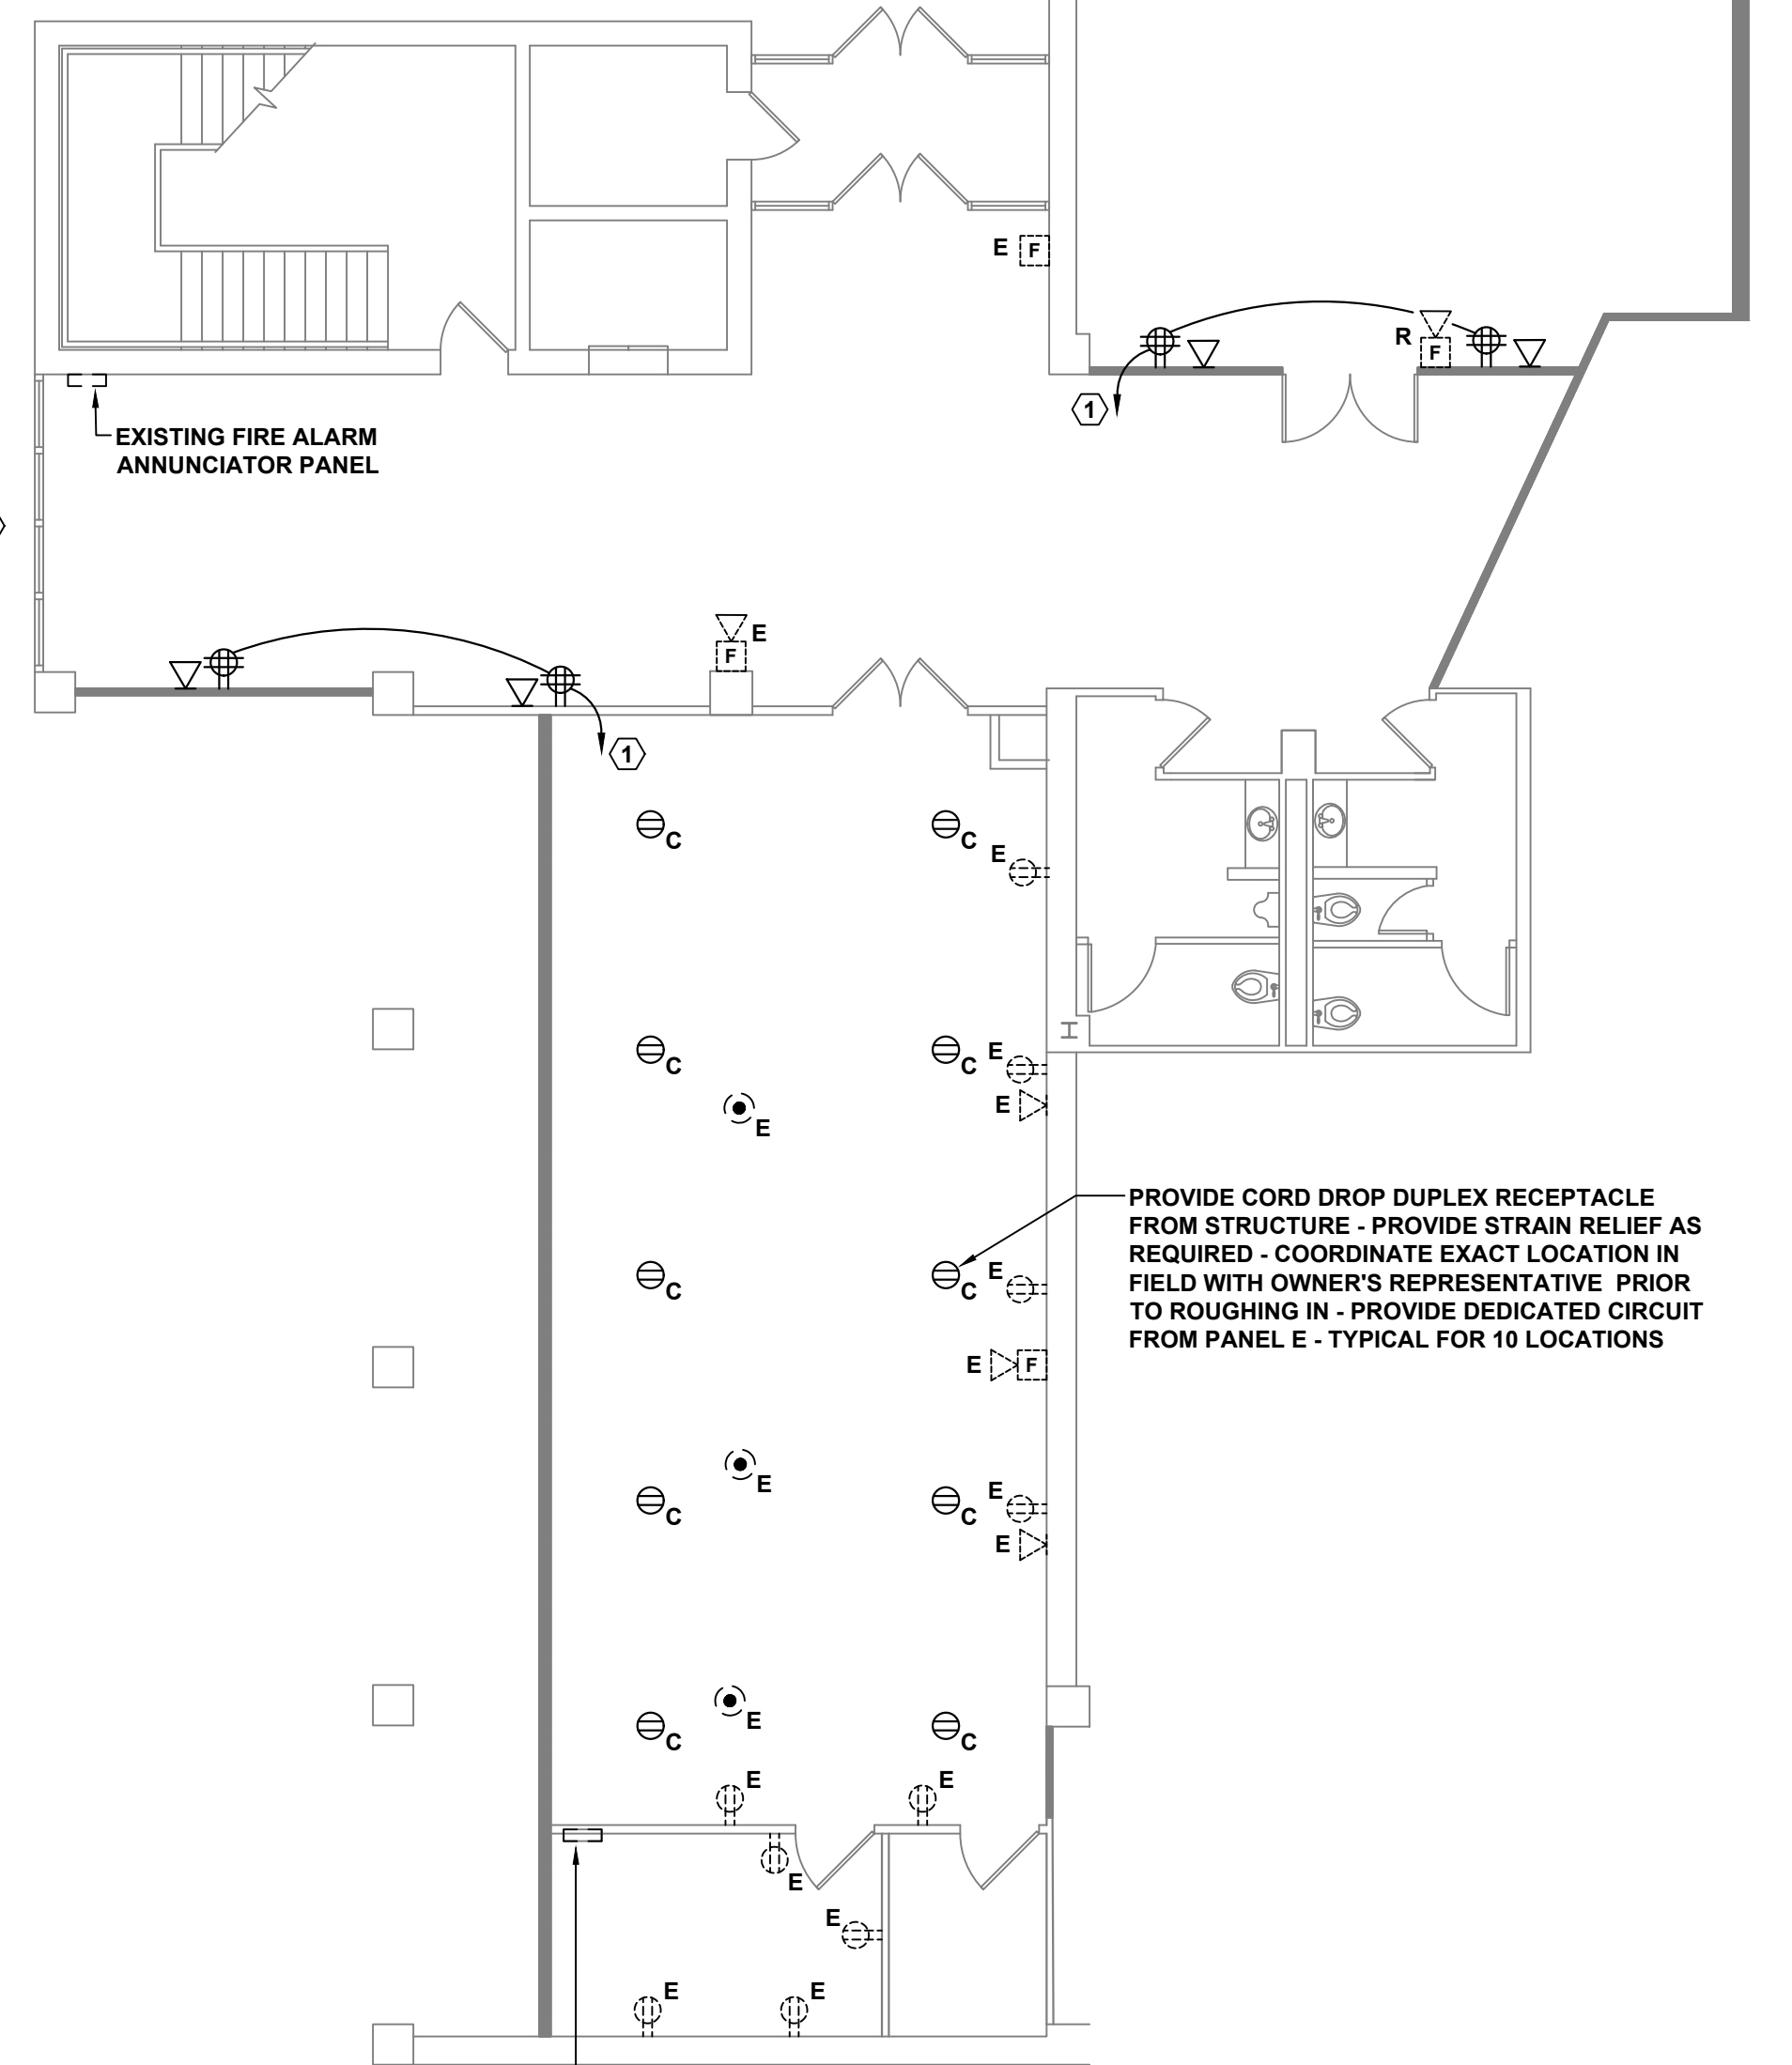 E F
R F
1
EXISTING FIRE ALARM
ANNUNCIATOR PANEL
E
F
1
C C
E
C C E
E
E
PROVIDE CORD DROP DUPLEX RECEPTACLE
FROM STRUCTURE - PROVIDE STRAIN RELIEF AS
REQUIRED - COORDINATE EXACT LOCATION IN
FIELD WITH OWNER'S REPRESENTATIVE PRIOR
TO ROUGHING IN - PROVIDE DEDICATED CIRCUIT
FROM PANEL E - TYPICAL FOR 10 LOCATIONS
E
C C
E F
E
E
C C
E
E
C C
E E
E
E
E E